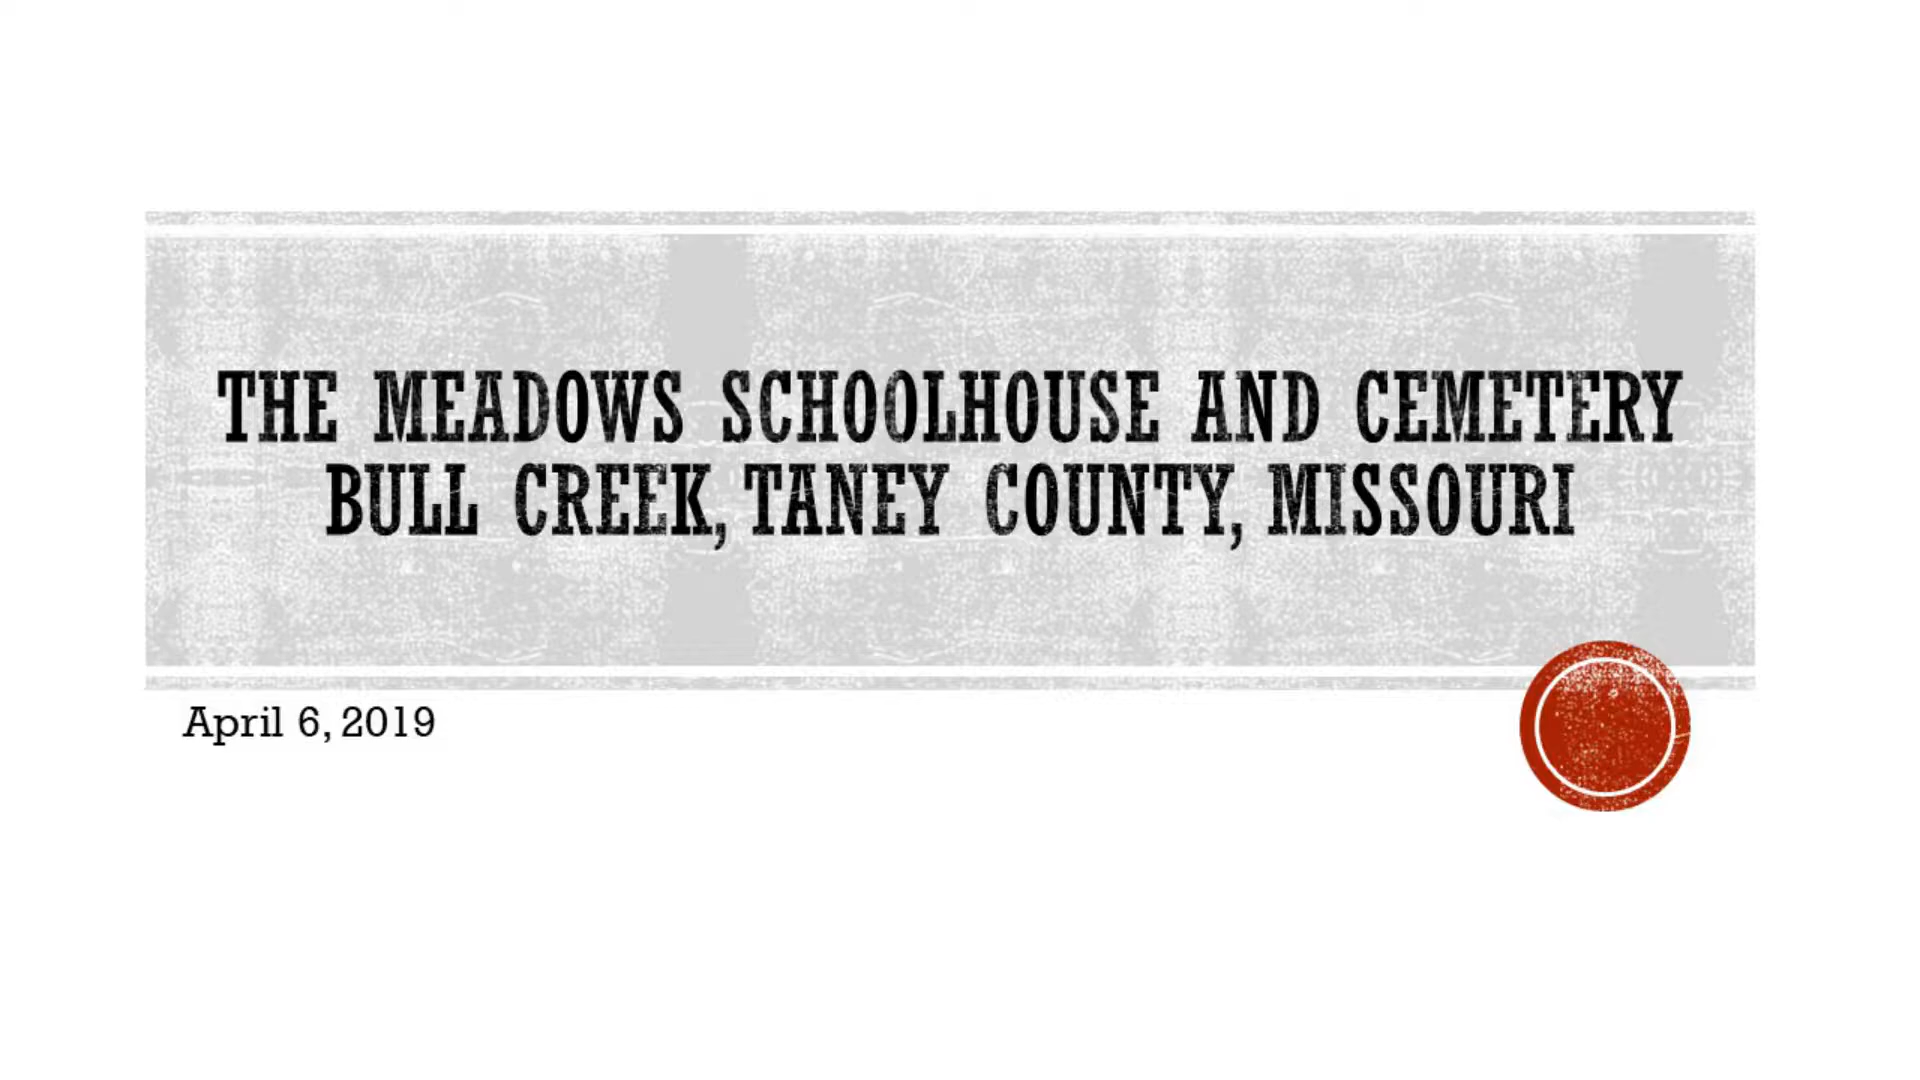 THE MEADOWS SCHOOLHOUSE AND CEMETERY
BULL CREEK, TANEY COUNTY, MISSOURI
April 6, 2019